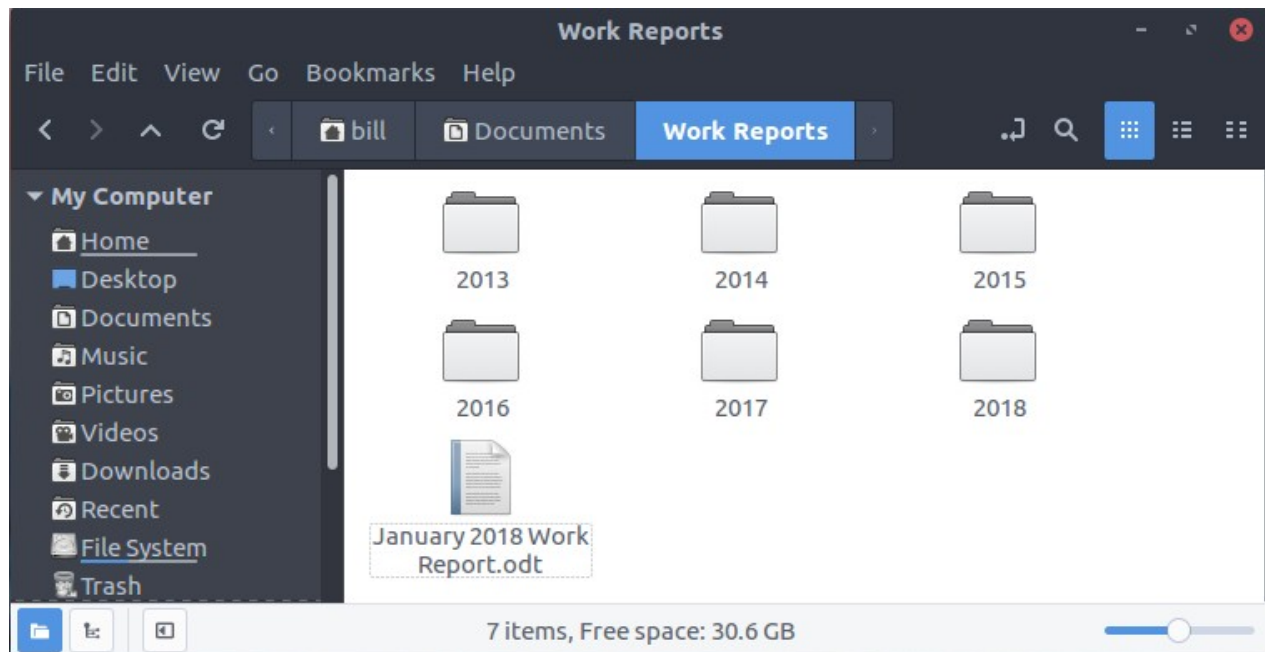 Work Reports
File Edit View Go Bookmarks Help
bill Documents Work Reports
My Computer
Home
Desktop
Documents
Music
Pictures
Videos
Downloads
Recent
File System
Trash
2013 2014 2015
2016 2017 2018
January 2018 Work
Report.odt
7 items, Free space: 30.6 GB